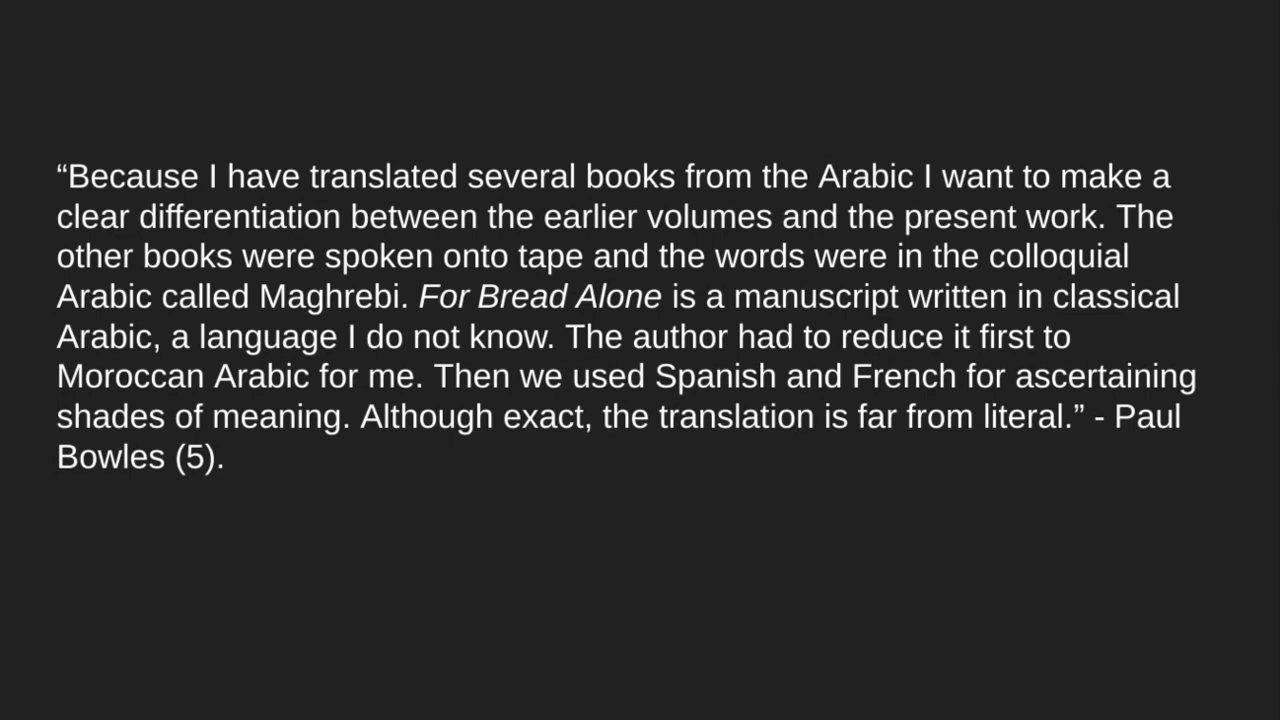 “Because I have translated several books from the Arabic I want to make a
clear differentiation between the earlier volumes and the present work. The
other books were spoken onto tape and the words were in the colloquial
Arabic called Maghrebi. For Bread Alone is a manuscript written in classical
Arabic, a language I do not know. The author had to reduce it first to
Moroccan Arabic for me. Then we used Spanish and French for ascertaining
shades of meaning. Although exact, the translation is far from literal.” - Paul
Bowles (5).